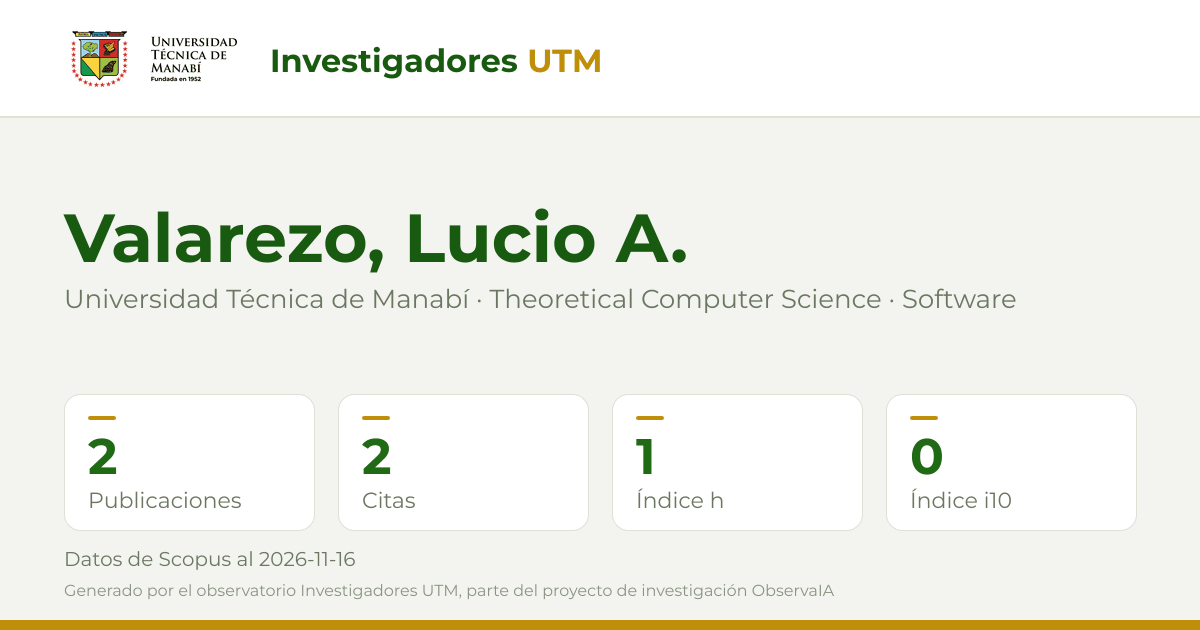 UNIVERSIDAD
TÉCNICA DE
MANABÍ
Fundada en 1952
Investigadores UTM
Valarezo, Lucio A.
Universidad Técnica de Manabí · Theoretical Computer Science · Software
2
Publicaciones
2
Citas
1
Índice h
0
Índice i10
Datos de Scopus al 2026-11-16
Generado por el observatorio Investigadores UTM, parte del proyecto de investigación ObservaIA